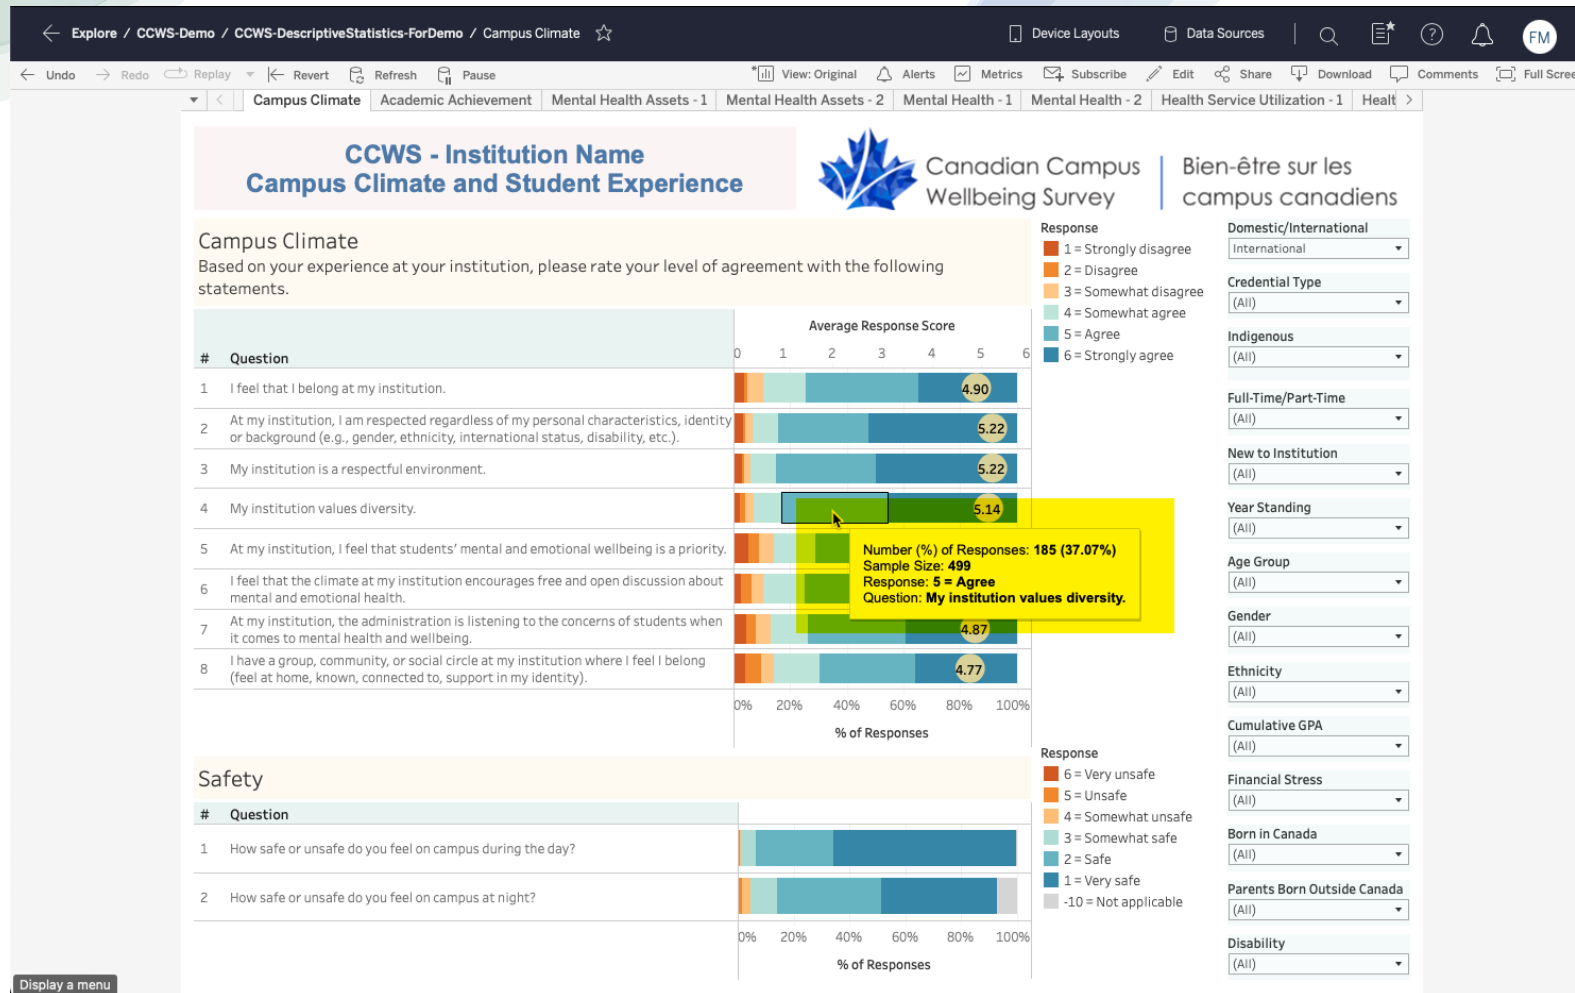 Explore / CCWS-Demo / CCWS-DescriptiveStatistics-ForDemo / Campus Climate
Device Layouts
Data Sources
FM
Undo
Redo
Replay
Revert
Refresh
Pause
View: Original
Alerts
Metrics
Subscribe
Edit
Share
Download
Comments
Full Scree
Campus Climate
Academic Achievement
Mental Health Assets - 1
Mental Health Assets - 2
Mental Health - 1
Mental Health - 2
Health Service Utilization - 1
Healt
CCWS - Institution Name
Campus Climate and Student Experience
Canadian Campus
Wellbeing Survey
Bien-être sur les
campus canadiens
Campus Climate
Based on your experience at your institution, please rate your level of agreement with the following
statements.
Average Response Score
# Question
0 1 2 3 4 5 6
1 I feel that I belong at my institution.
4.90
2 At my institution, I am respected regardless of my personal characteristics, identity
or background (e.g., gender, ethnicity, international status, disability, etc.).
5.22
3 My institution is a respectful environment.
5.22
4 My institution values diversity.
5.14
5 At my institution, I feel that students' mental and emotional wellbeing is a priority.
6 I feel that the climate at my institution encourages free and open discussion about
mental and emotional health.
7 At my institution, the administration is listening to the concerns of students when
it comes to mental health and wellbeing.
4.87
8 I have a group, community, or social circle at my institution where I feel I belong
(feel at home, known, connected to, support in my identity).
4.77
0% 20% 40% 60% 80% 100%
% of Responses
Number (%) of Responses: 185 (37.07%)
Sample Size: 499
Response: 5 = Agree
Question: My institution values diversity.
Response
1 = Strongly disagree
2 = Disagree
3 = Somewhat disagree
4 = Somewhat agree
5 = Agree
6 = Strongly agree
Domestic/International
International
Credential Type
(All)
Indigenous
(All)
Full-Time/Part-Time
(All)
New to Institution
(All)
Year Standing
(All)
Age Group
(All)
Gender
(All)
Ethnicity
(All)
Cumulative GPA
(All)
Financial Stress
(All)
Born in Canada
(All)
Parents Born Outside Canada
(All)
Disability
(All)
Safety
# Question
1 How safe or unsafe do you feel on campus during the day?
2 How safe or unsafe do you feel on campus at night?
0% 20% 40% 60% 80% 100%
% of Responses
Response
6 = Very unsafe
5 = Unsafe
4 = Somewhat unsafe
3 = Somewhat safe
2 = Safe
1 = Very safe
-10 = Not applicable
Display a menu